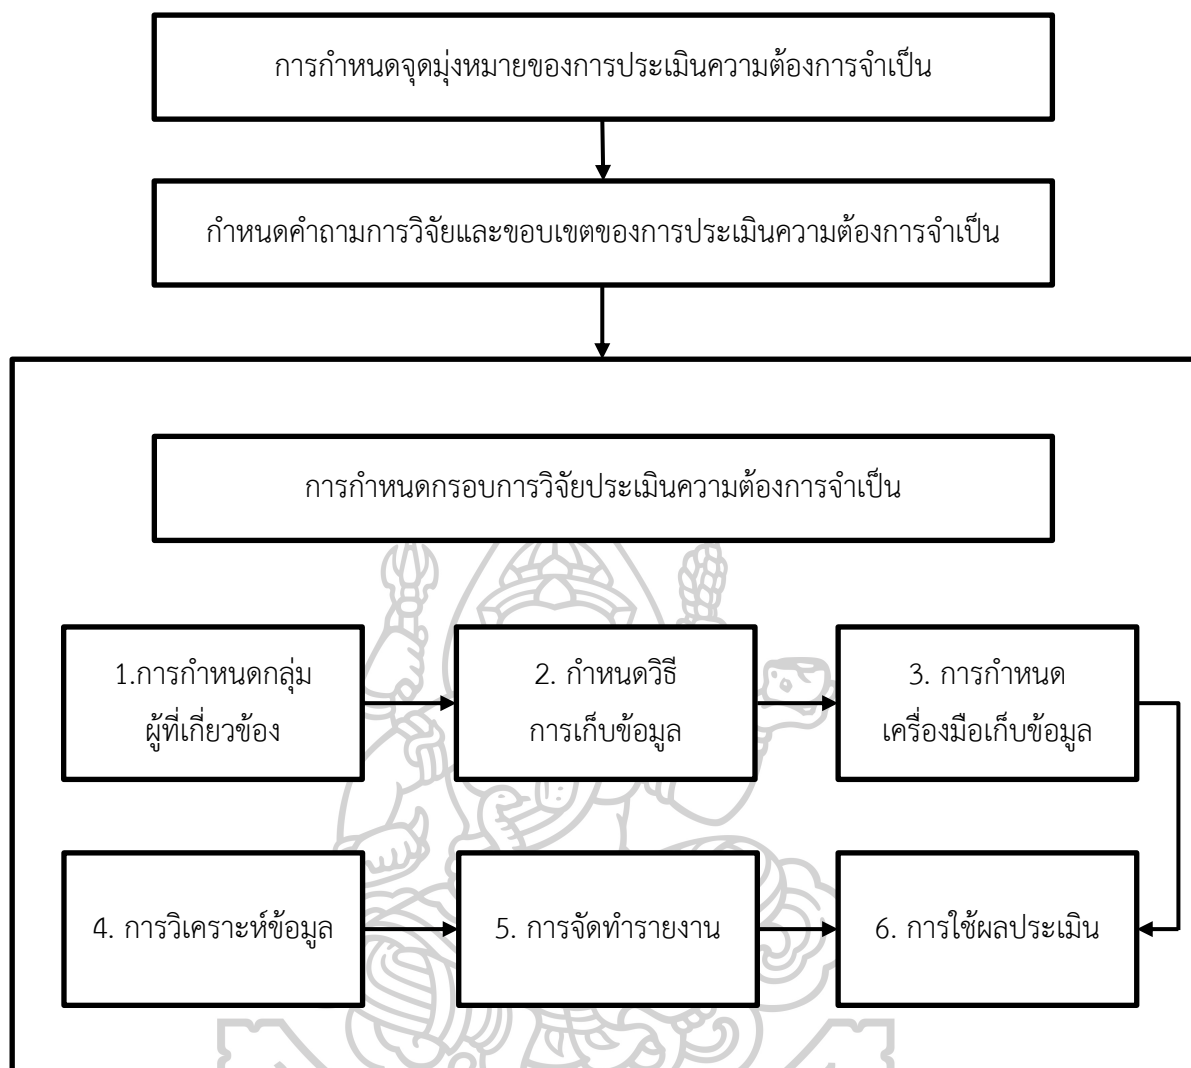 การกำหนดจุดมุ่งหมายของการประเมินความต้องการจำเป็น
กำหนดคำถามการวิจัยและขอบเขตของการประเมินความต้องการจำเป็น
การกำหนดกรอบการวิจัยประเมินความต้องการจำเป็น
1.การกำหนดกลุ่ม
ผู้ที่เกี่ยวข้อง
2. กำหนดวิธี
การเก็บข้อมูล
3. การกำหนด
เครื่องมือเก็บข้อมูล
4. การวิเคราะห์ข้อมูล
5. การจัดทำรายงาน
6. การใช้ผลประเมิน